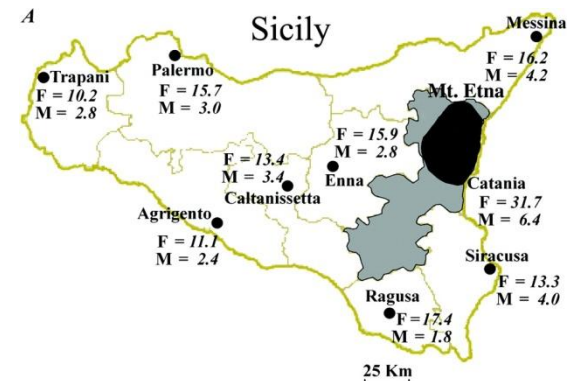 A
Sicily
Messina
F = 16.2
M = 4.2
Trapani
F = 10.2
M = 2.8
Palermo
F = 15.7
M = 3.0
Mt. Etna
F = 15.9
M = 2.8
Enna
F = 13.4
M = 3.4
Caltanissetta
Catania
F = 31.7
M = 6.4
Agrigento
F = 11.1
M = 2.4
Siracusa
F = 13.3
M = 4.0
Ragusa
F =17.4
M = 1.8
25 Km